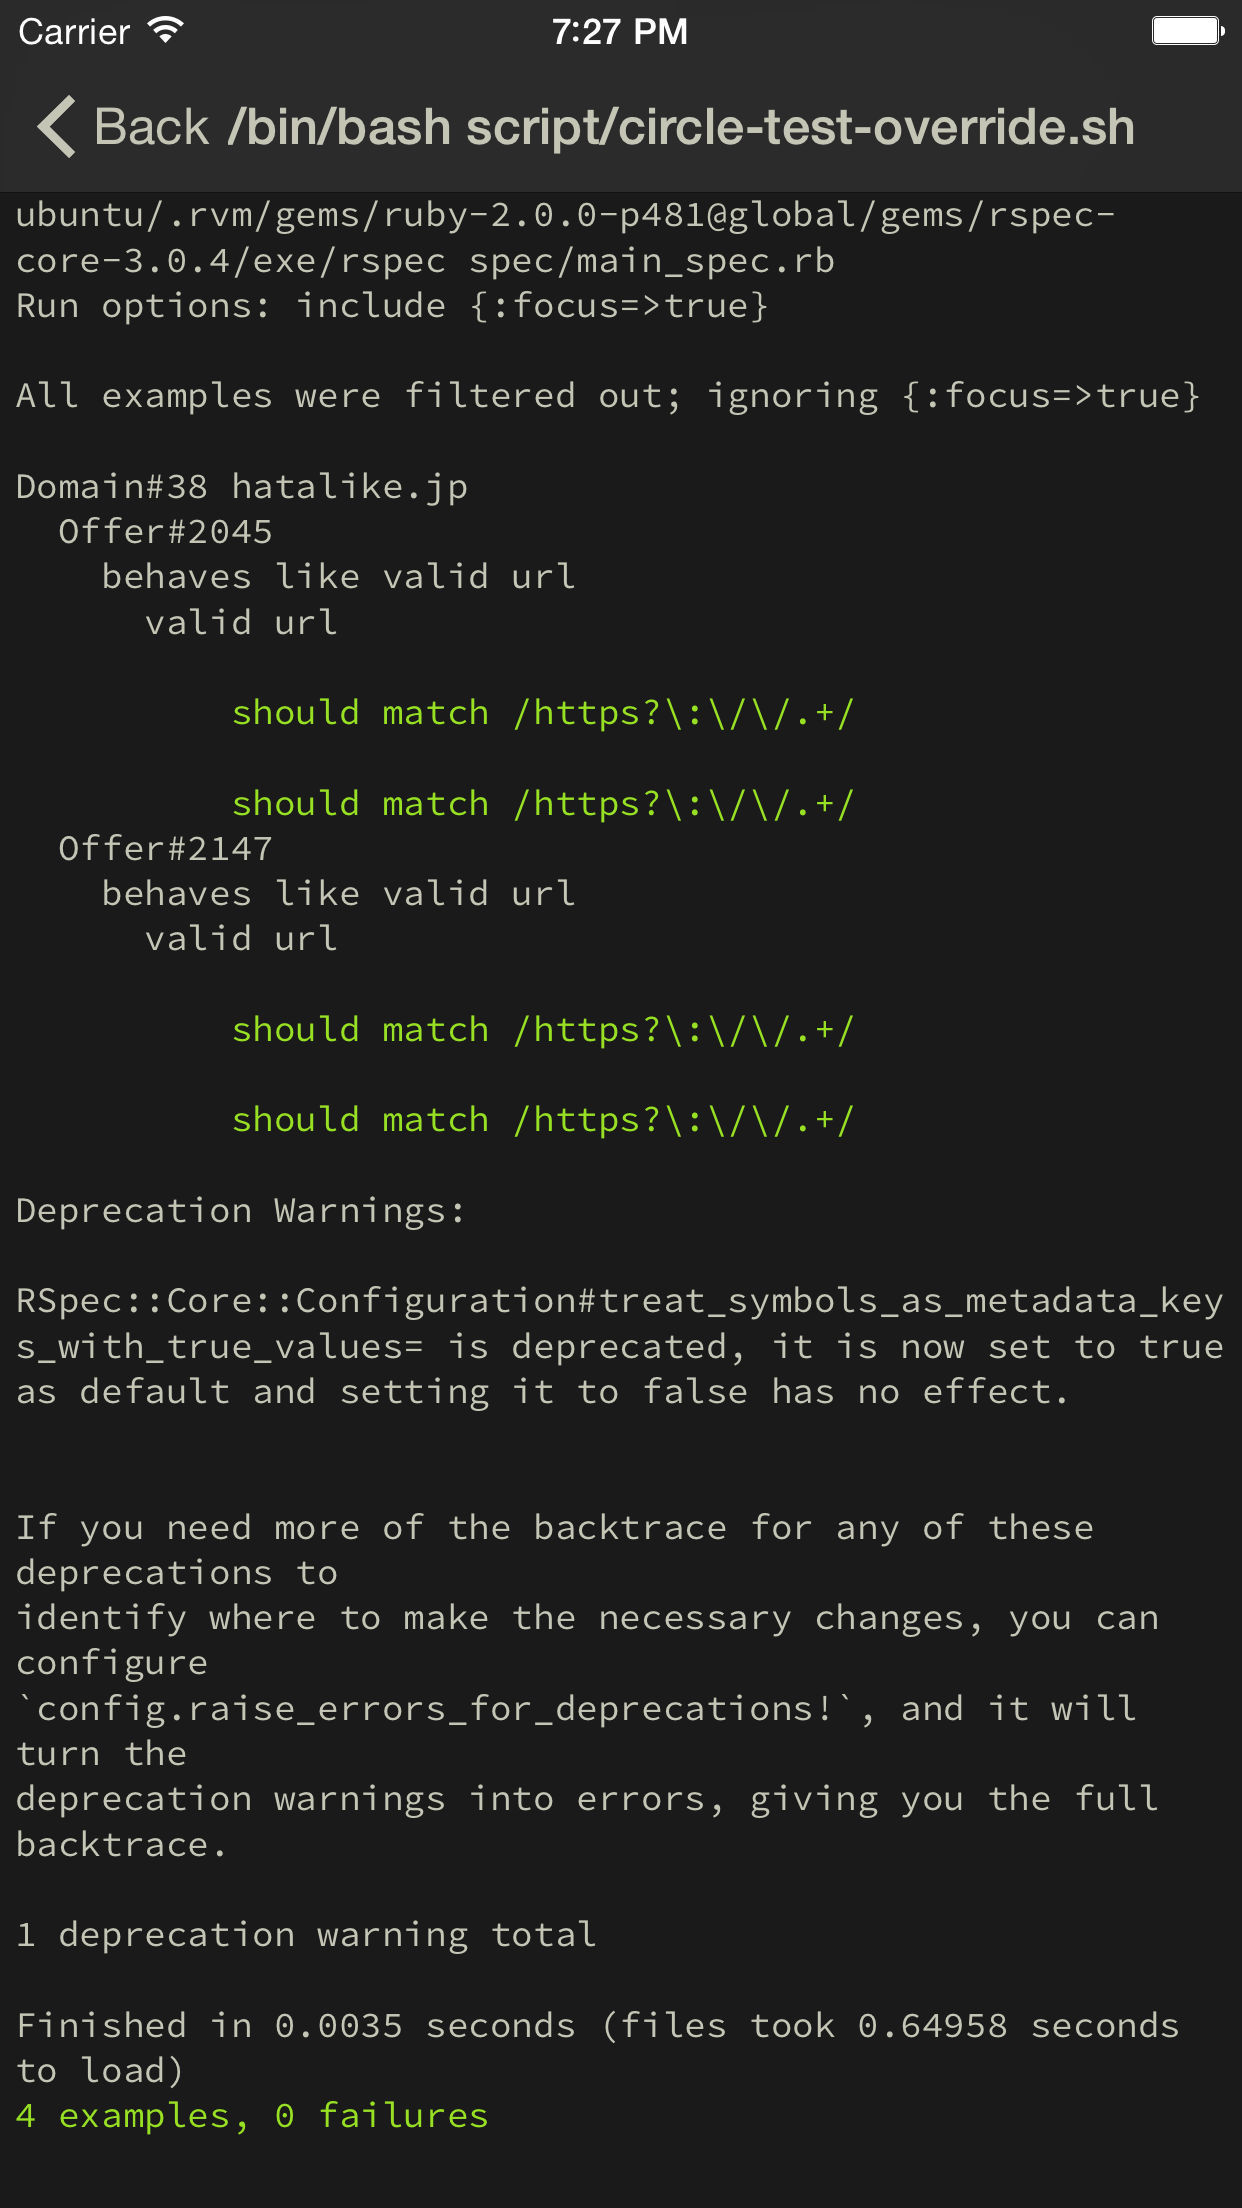 Carrier 7:27 PM
Back /bin/bash script/circle-test-override.sh
ubuntu/.rvm/gems/ruby-2.0.0-p481@global/gems/rspec-
core-3.0.4/exe/rspec spec/main_spec.rb
Run options: include {:focus=>true}
All examples were filtered out; ignoring {:focus=>true}
Domain#38 hatalike.jp
Offer#2045
behaves like valid url
valid url
should match /https?\:\/\/.+/
should match /https?\:\/\/.+/
Offer#2147
behaves like valid url
valid url
should match /https?\:\/\/.+/
should match /https?\:\/\/.+/
Deprecation Warnings:
RSpec::Core::Configuration#treat_symbols_as_metadata_key
s_with_true_values= is deprecated, it is now set to true
as default and setting it to false has no effect.
If you need more of the backtrace for any of these
deprecations to
identify where to make the necessary changes, you can
configure
`config.raise_errors_for_deprecations!`, and it will
turn the
deprecation warnings into errors, giving you the full
backtrace.
1 deprecation warning total
Finished in 0.0035 seconds (files took 0.64958 seconds
to load)
4 examples, 0 failures